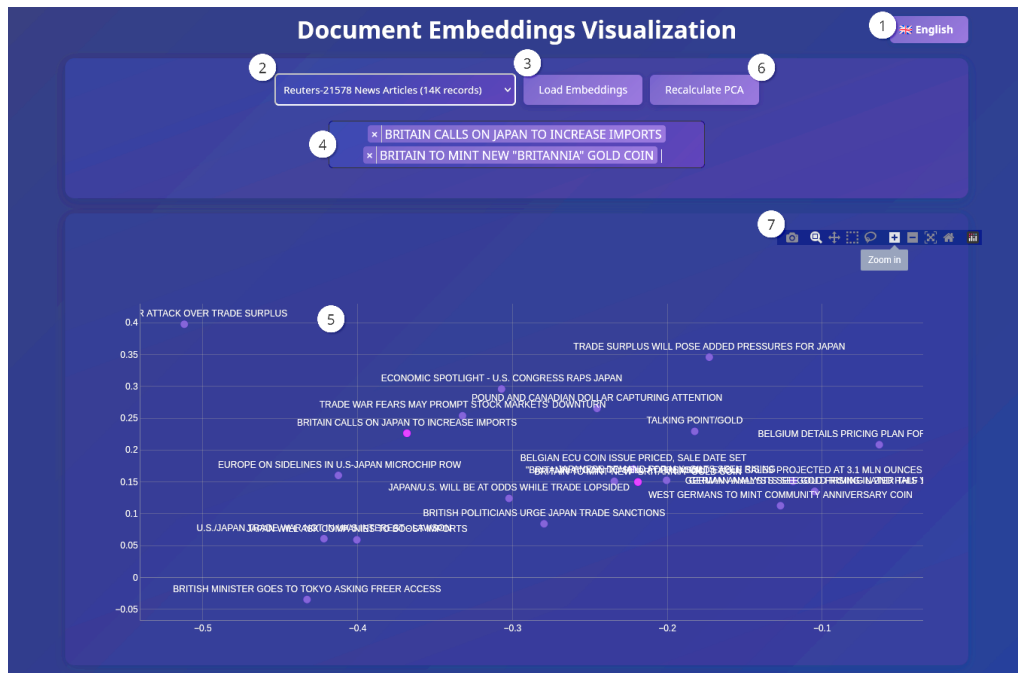 Document Embeddings Visualization
1
English
2
3
6
Reuters-21578 News Articles (14K records)
Load Embeddings
Recalculate PCA
4
× BRITAIN CALLS ON JAPAN TO INCREASE IMPORTS
× BRITAIN TO MINT NEW "BRITANNIA" GOLD COIN
7
Zoom in
5
R ATTACK OVER TRADE SURPLUS
TRADE SURPLUS WILL POSE ADDED PRESSURES FOR JAPAN
ECONOMIC SPOTLIGHT - U.S. CONGRESS RAPS JAPAN
POUND AND CANADIAN DOLLAR CAPTURING ATTENTION
TRADE WAR FEARS MAY PROMPT STOCK MARKETS' DOWNTURN
BRITAIN CALLS ON JAPAN TO INCREASE IMPORTS
TALKING POINT/GOLD
BELGIUM DETAILS PRICING PLAN FOR
BELGIAN ECU COIN ISSUE PRICED, SALE DATE SET
EUROPE ON SIDELINES IN U.S-JAPAN MICROCHIP ROW
PROJECTED AT 3.1 MLN OUNCES
JAPAN/U.S. WILL BE AT ODDS WHILE TRADE LOPSIDED
WEST GERMANS TO MINT COMMUNITY ANNIVERSARY COIN
BRITISH POLITICIANS URGE JAPAN TRADE SANCTIONS
U.S./JAPAN
BRITISH MINISTER GOES TO TOKYO ASKING FREER ACCESS
0.4
0.35
0.3
0.25
0.2
0.15
0.1
0.05
0
−0.05
−0.5
−0.4
−0.3
−0.2
−0.1